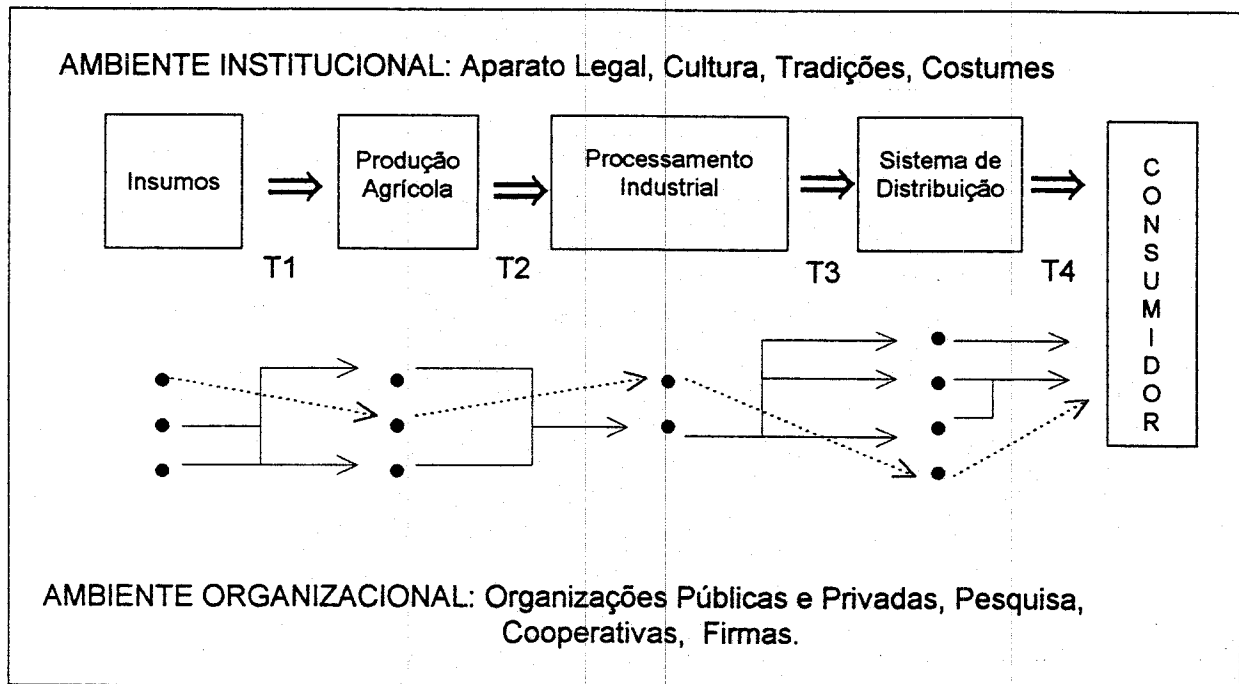 AMBIENTE INSTITUCIONAL: Aparato Legal, Cultura, Tradições, Costumes
Insumos
Produção
Agrícola
Processamento
Industrial
Sistema de
Distribuição
CONSUMIDOR
T1
T2
T3
T4
AMBIENTE ORGANIZACIONAL: Organizações Públicas e Privadas, Pesquisa,
Cooperativas, Firmas.